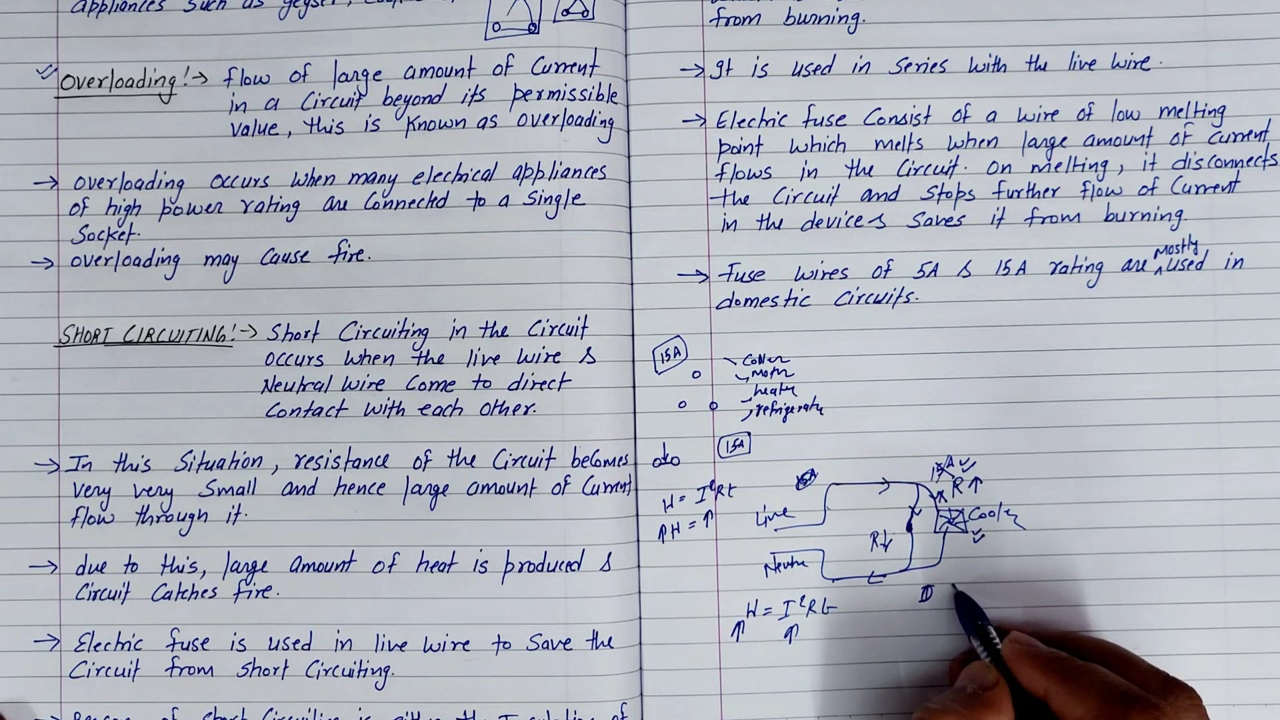 appliances such as geyser,
✓ Overloading!→ flow of large amount of Current
in a Circuit beyond its permissible
value, this is known as overloading
→ overloading occurs when many electrical appliances
of high power rating are Connected to a Single
Socket.
→ overloading may Cause fire.
SHORT CIRCUITING!→ Short Circuiting in the Circuit
occurs when the live wire &
Neutral wire Come to direct
Contact with each other.
→ In this Situation, resistance of the Circuit becomes
very very Small and hence large amount of Current
flow through it.
→ due to this, large amount of heat is produced &
Circuit Catches fire.
→ Electric fuse is used in live wire to Save the
Circuit from short Circuiting.
from burning.
→ It is used in Series with the live wire.
→ Electric fuse Consist of a wire of low melting
point which melts when large amount of Current
flows in the Circuit. On melting, it disconnects
the Circuit and Stops further flow of Current
in the device & Saves it from burning.
→ Fuse wires of 5A & 15A rating are Mostly used in
domestic Circuits.
15A
heater
refrigerator
15A
H = I²Rt
↑H = ↑
Live
15A ✓
R↑
Cooler
R↓
Neutre
H = I²Rt
↑ ↑